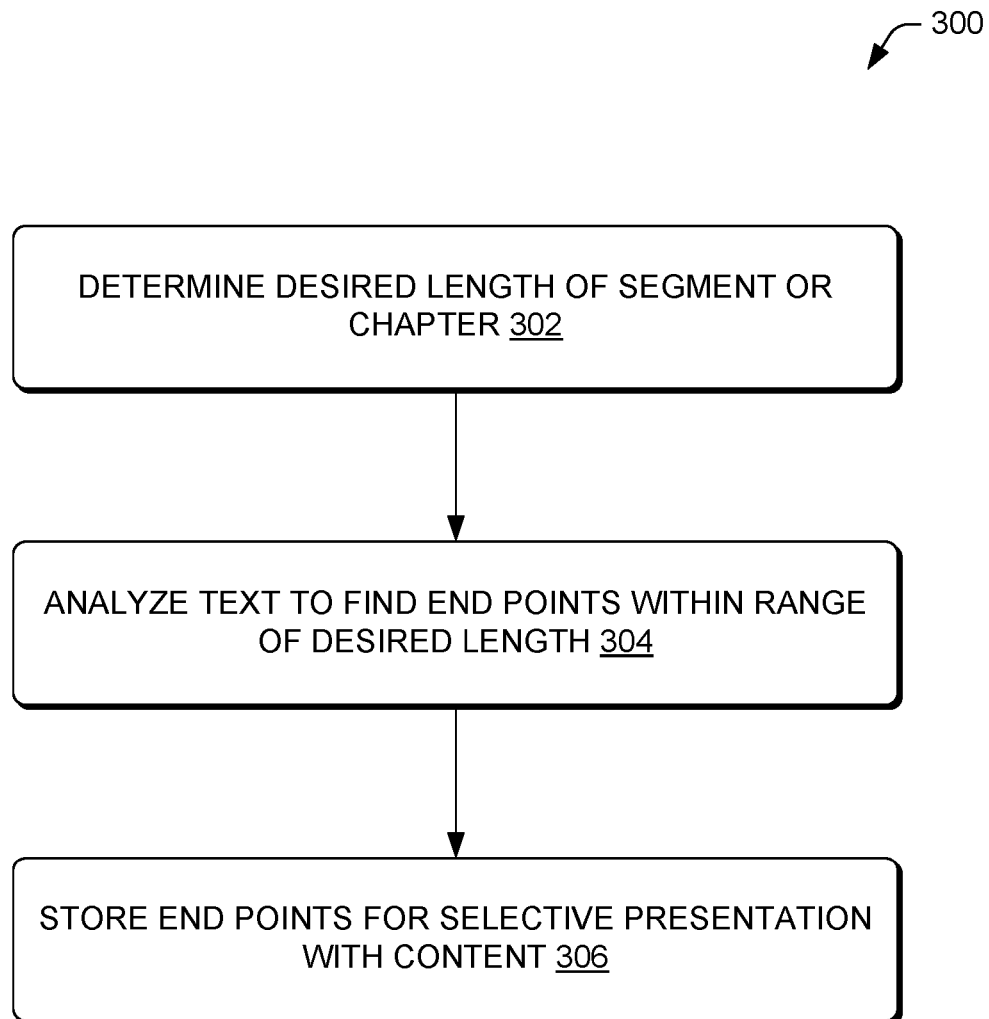 300
DETERMINE DESIRED LENGTH OF SEGMENT OR
CHAPTER 302
ANALYZE TEXT TO FIND END POINTS WITHIN RANGE
OF DESIRED LENGTH 304
STORE END POINTS FOR SELECTIVE PRESENTATION
WITH CONTENT 306